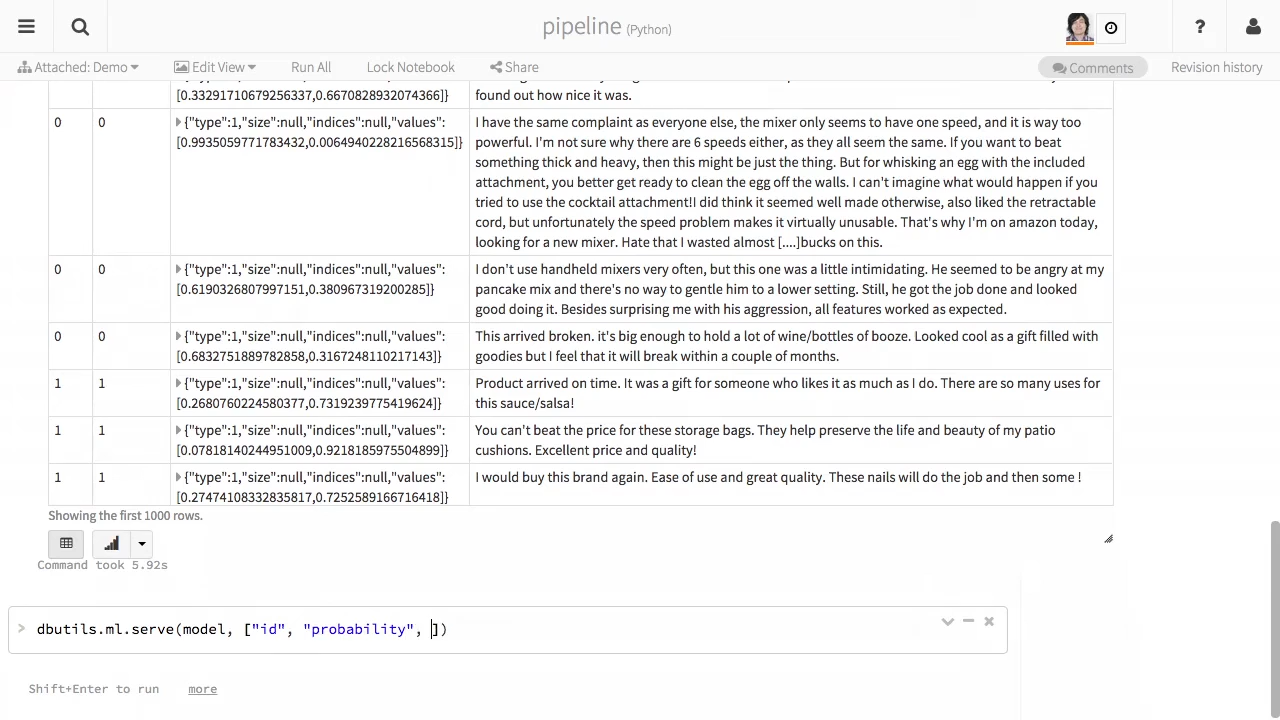 pipeline (Python)
?
Attached: Demo
Edit View
Run All
Lock Notebook
Share
Comments
Revision history
[0.33291710679256337,0.6670828932074366]}
found out how nice it was.
0
0
{"type":1,"size":null,"indices":null,"values":
[0.9935059771783432,0.0064940228216568315]}
I have the same complaint as everyone else, the mixer only seems to have one speed, and it is way too
powerful. I'm not sure why there are 6 speeds either, as they all seem the same. If you want to beat
something thick and heavy, then this might be just the thing. But for whisking an egg with the included
attachment, you better get ready to clean the egg off the walls. I can't imagine what would happen if you
tried to use the cocktail attachment!I did think it seemed well made otherwise, also liked the retractable
cord, but unfortunately the speed problem makes it virtually unusable. That's why I'm on amazon today,
looking for a new mixer. Hate that I wasted almost [....]bucks on this.
0
0
{"type":1,"size":null,"indices":null,"values":
[0.6190326807997151,0.380967319200285]}
I don't use handheld mixers very often, but this one was a little intimidating. He seemed to be angry at my
pancake mix and there's no way to gentle him to a lower setting. Still, he got the job done and looked
good doing it. Besides surprising me with his aggression, all features worked as expected.
0
0
{"type":1,"size":null,"indices":null,"values":
[0.6832751889782858,0.3167248110217143]}
This arrived broken. it's big enough to hold a lot of wine/bottles of booze. Looked cool as a gift filled with
goodies but I feel that it will break within a couple of months.
1
1
{"type":1,"size":null,"indices":null,"values":
[0.2680760224580377,0.7319239775419624]}
Product arrived on time. It was a gift for someone who likes it as much as I do. There are so many uses for
this sauce/salsa!
1
1
{"type":1,"size":null,"indices":null,"values":
[0.07818140244951009,0.9218185975504899]}
You can't beat the price for these storage bags. They help preserve the life and beauty of my patio
cushions. Excellent price and quality!
1
1
{"type":1,"size":null,"indices":null,"values":
[0.27474108332835817,0.7252589166716418]}
I would buy this brand again. Ease of use and great quality. These nails will do the job and then some !
Showing the first 1000 rows.
Command took 5.92s
> dbutils.ml.serve(model, ["id", "probability", ])
Shift+Enter to run
more